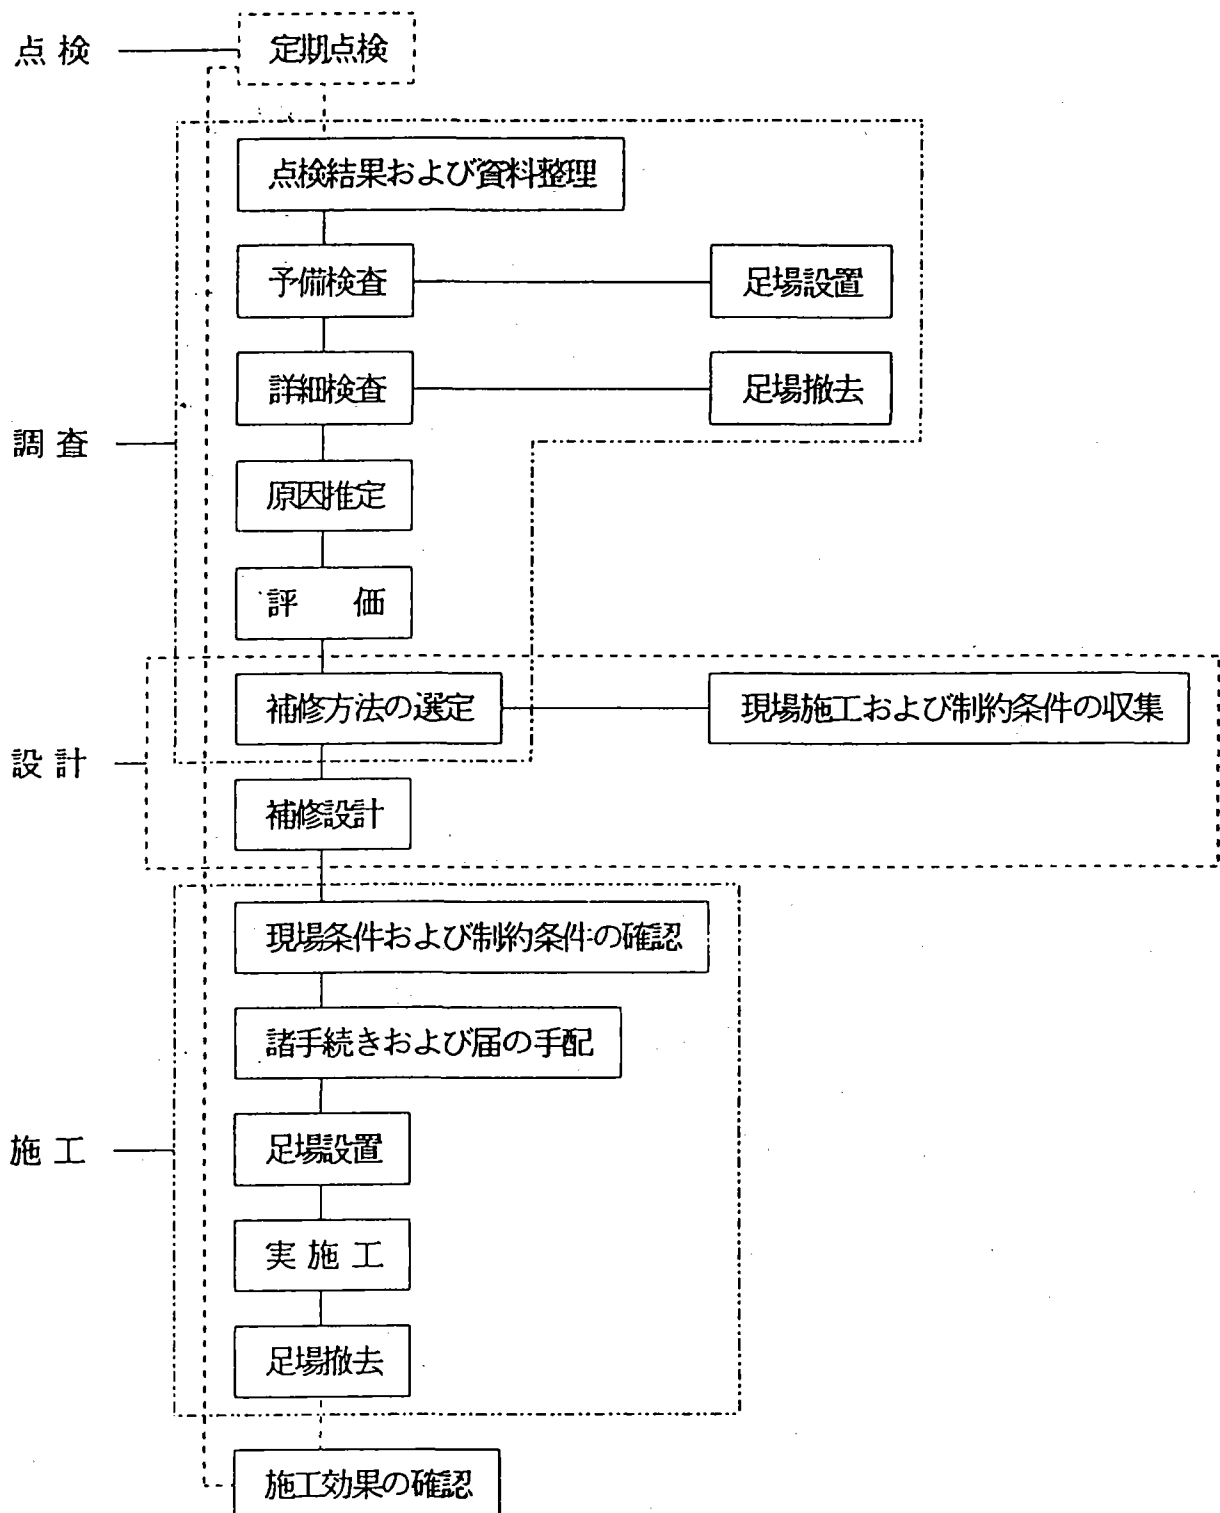 点検
定期点検
点検結果および資料整理
予備検査
足場設置
詳細検査
足場撤去
調査
原因推定
評 価
補修方法の選定
現場施工および制約条件の収集
設計
補修設計
現場条件および制約条件の確認
諸手続きおよび届の手配
施工
足場設置
実施工
足場撤去
施工効果の確認